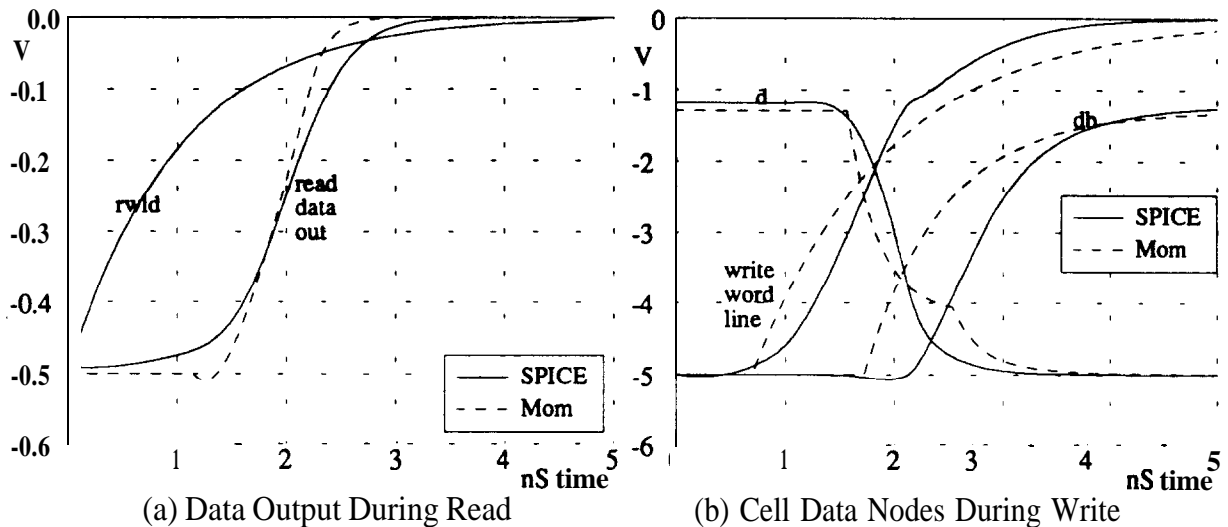 0.0
V
-0.1
-0.2
-0.3
-0.4
-0.5
-0.6
rwld
read
data
out
SPICE
Mom
1 2 3 4 5
nS time
(a) Data Output During Read
0
V
-1
-2
-3
-4
-5
-6
d
db
write
word
line
SPICE
Mom
0 1 2 3 4 5
nS time
(b) Cell Data Nodes During Write